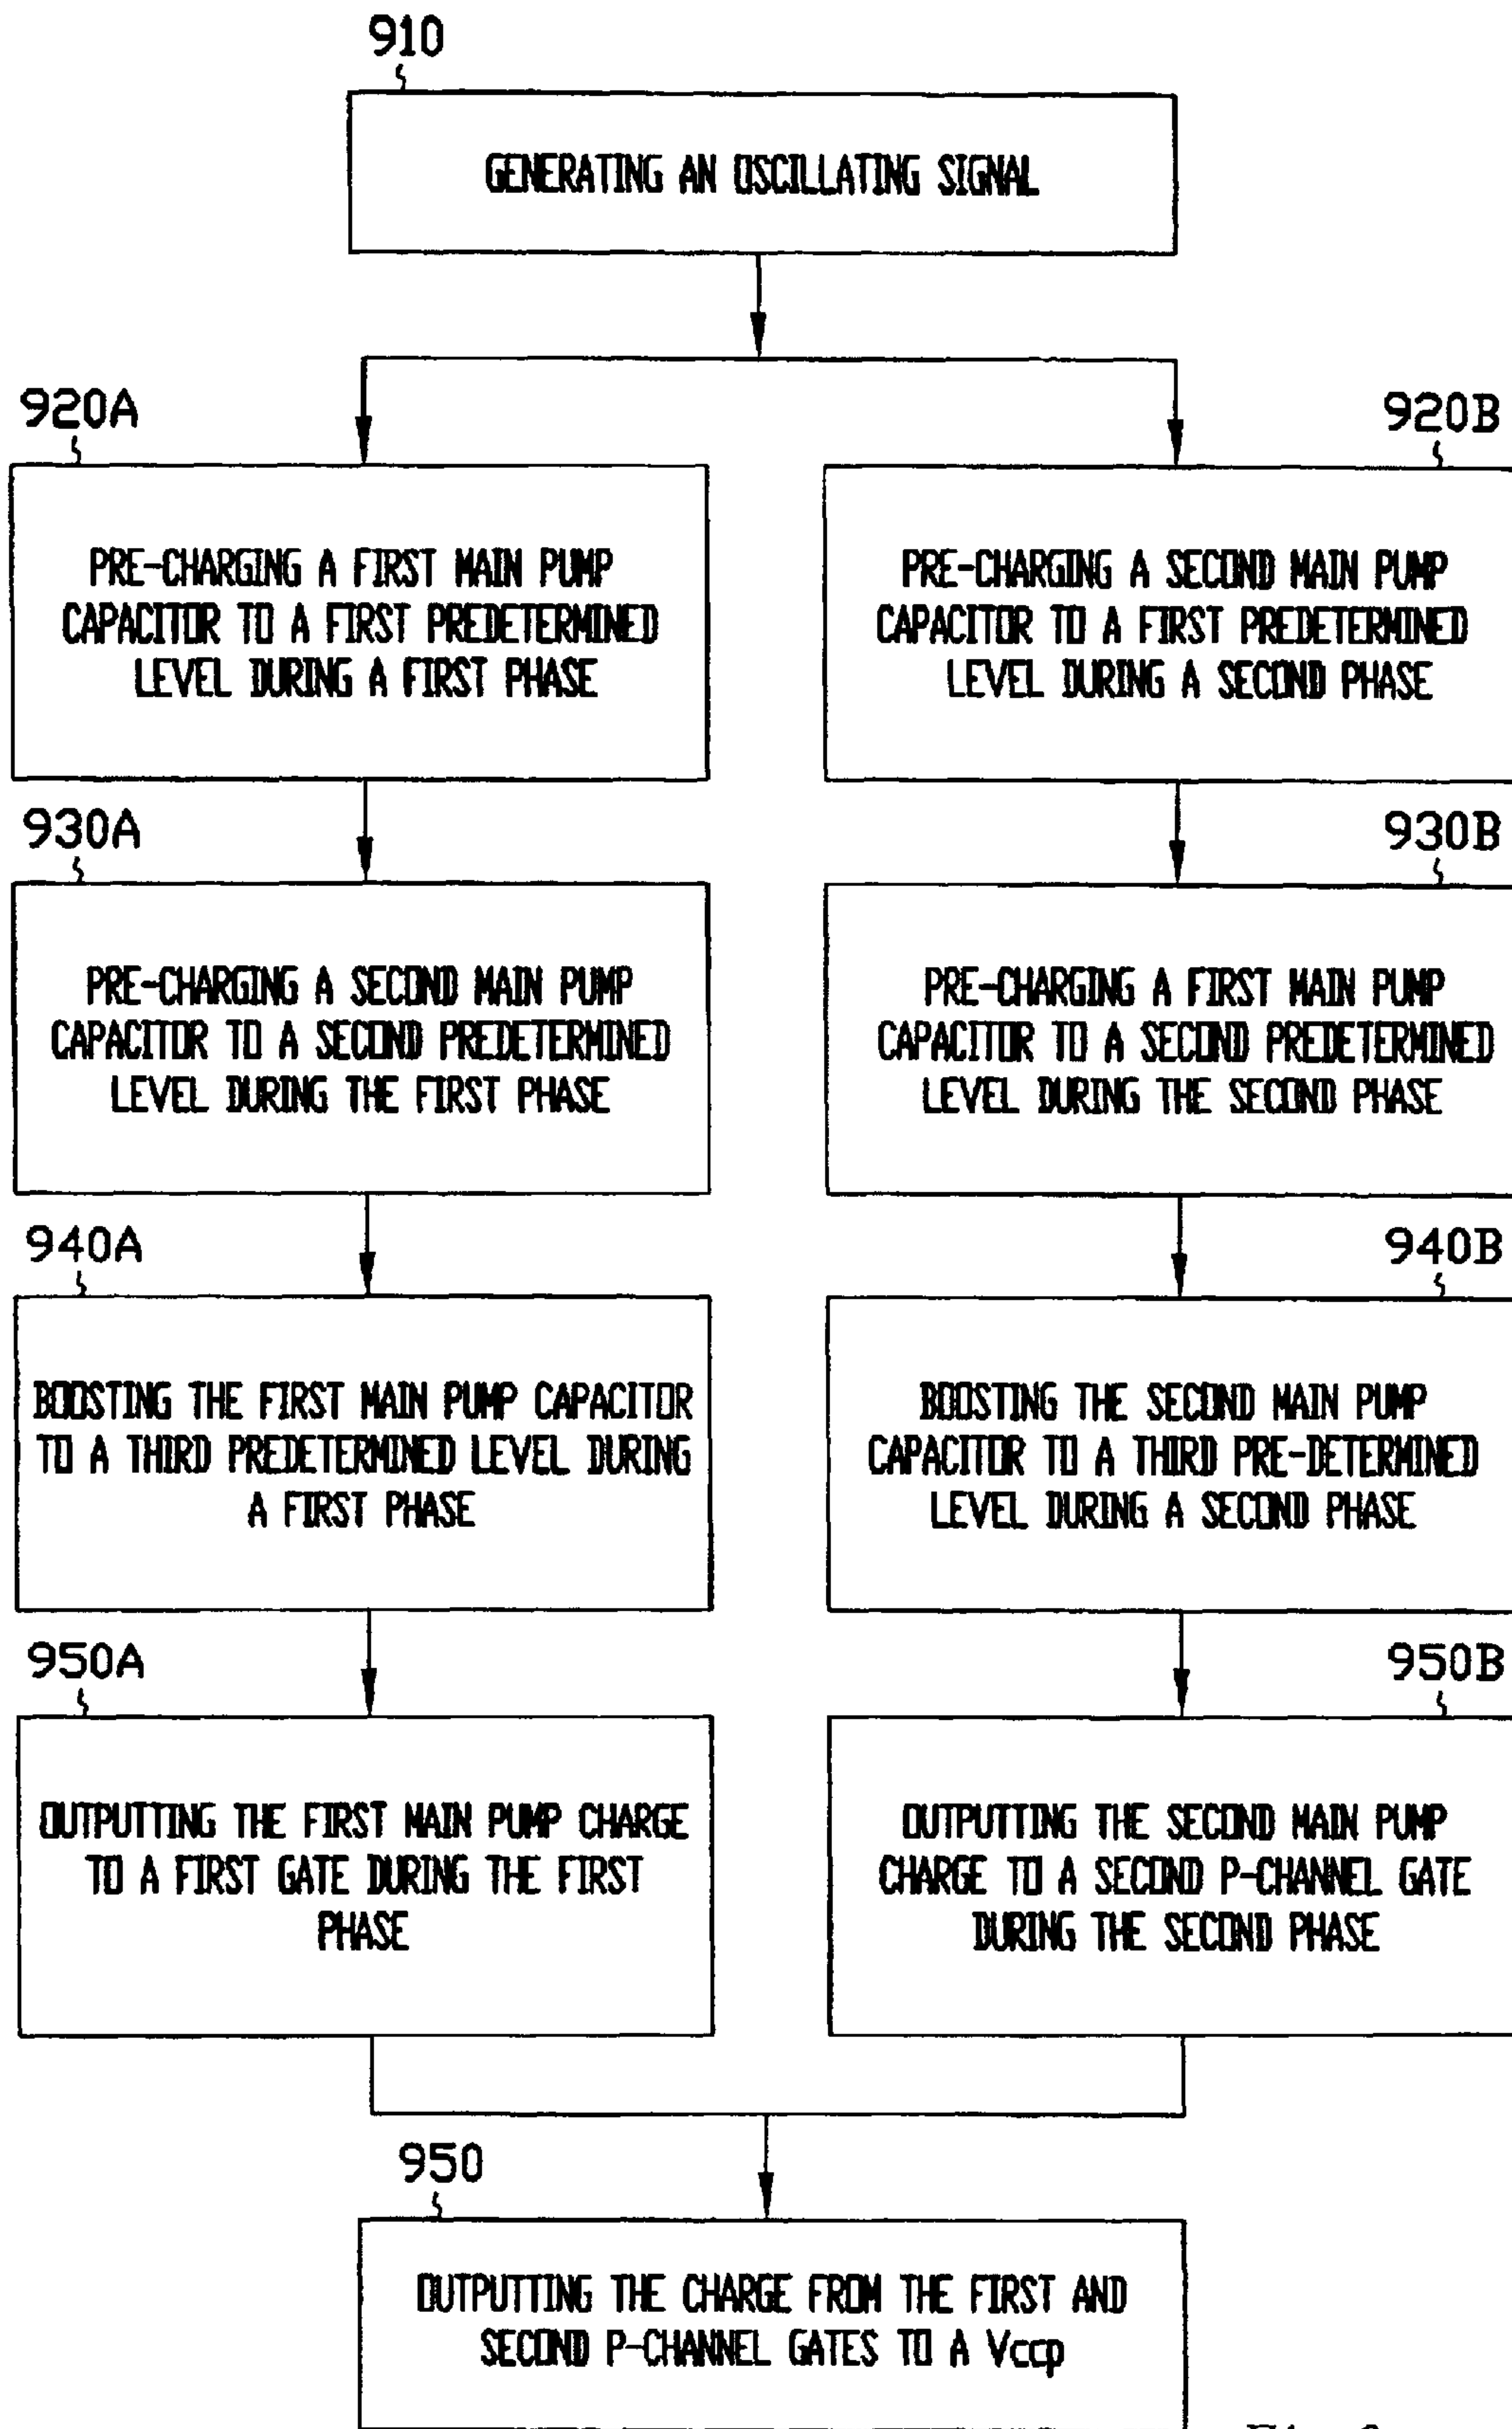 910
GENERATING AN OSCILLATING SIGNAL
920A
PRE-CHARGING A FIRST MAIN PUMP
CAPACITOR TO A FIRST PREDETERMINED
LEVEL DURING A FIRST PHASE
920B
PRE-CHARGING A SECOND MAIN PUMP
CAPACITOR TO A FIRST PREDETERMINED
LEVEL DURING A SECOND PHASE
930A
PRE-CHARGING A SECOND MAIN PUMP
CAPACITOR TO A SECOND PREDETERMINED
LEVEL DURING THE FIRST PHASE
930B
PRE-CHARGING A FIRST MAIN PUMP
CAPACITOR TO A SECOND PREDETERMINED
LEVEL DURING THE SECOND PHASE
940A
BOOSTING THE FIRST MAIN PUMP CAPACITOR
TO A THIRD PREDETERMINED LEVEL DURING
A FIRST PHASE
940B
BOOSTING THE SECOND MAIN PUMP
CAPACITOR TO A THIRD PRE-DETERMINED
LEVEL DURING A SECOND PHASE
950A
OUTPUTTING THE FIRST MAIN PUMP CHARGE
TO A FIRST GATE DURING THE FIRST
PHASE
950B
OUTPUTTING THE SECOND MAIN PUMP
CHARGE TO A SECOND P-CHANNEL GATE
DURING THE SECOND PHASE
950
OUTPUTTING THE CHARGE FROM THE FIRST AND
SECOND P-CHANNEL GATES TO A Vccp